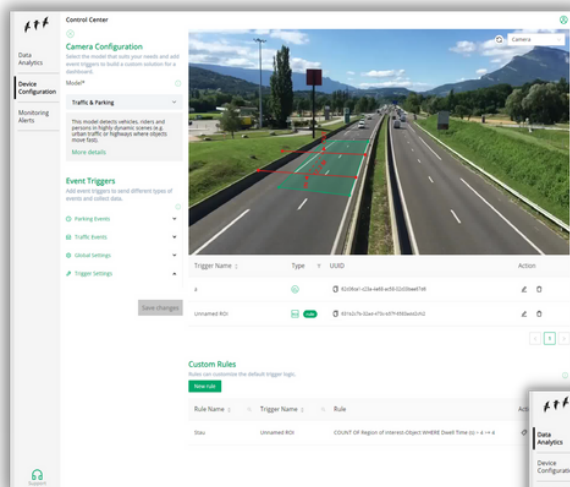 Control Center
Data
Analytics
Device
Configuration
Monitoring
Alerts
Support
Camera Configuration
Select the model that suits your needs and add
event triggers to build a custom solution for a
dashboard.
Model*
Traffic & Parking
This model detects vehicles, riders and
persons in highly dynamic scenes (e.g.
urban traffic or highways where objects
move fast).
More details
Event Triggers
Add event triggers to send different types of
events and collect data.
Parking Events
Traffic Events
Global Settings
Trigger Settings
Save changes
Camera
Trigger Name Type UUID Action
Unnamed ROI rule
1
Custom Rules
Rules can customize the default trigger logic.
New rule
Rule Name Trigger Name Rule
Stau Unnamed ROI COUNT OF Region of Interest-Object WHERE Dwell Time (s) > 4 >= 4
Data
Analytics
Device